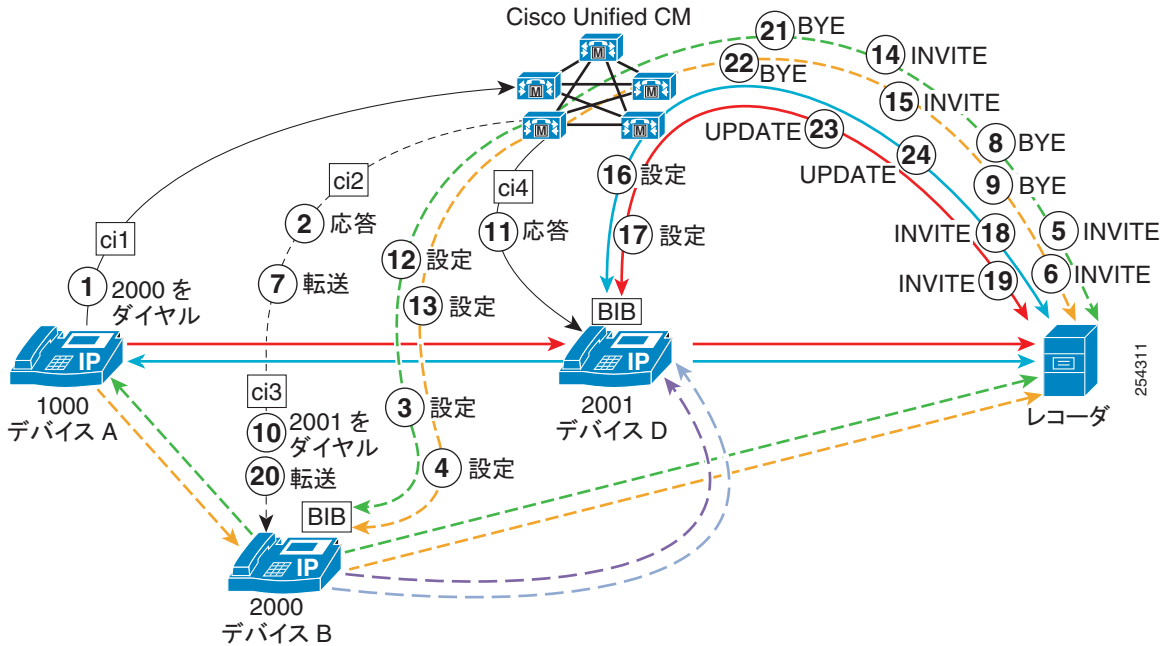 Cisco Unified CM
M
M
M
M
M
21 BYE
22 BYE
14 INVITE
15 INVITE
UPDATE 23
UPDATE 24
8 BYE
9 BYE
ci1
ci2
ci4
1 2000 を
ダイヤル
2 応答
7 転送
11 応答
16 設定
17 設定
12 設定
13 設定
INVITE 18
INVITE 19
5 INVITE
6 INVITE
BIB
IP
1000
デバイス A
IP
2001
デバイス D
レコーダ
254311
ci3
10 2001 を
ダイヤル
20 転送
3 設定
4 設定
BIB
IP
2000
デバイス B